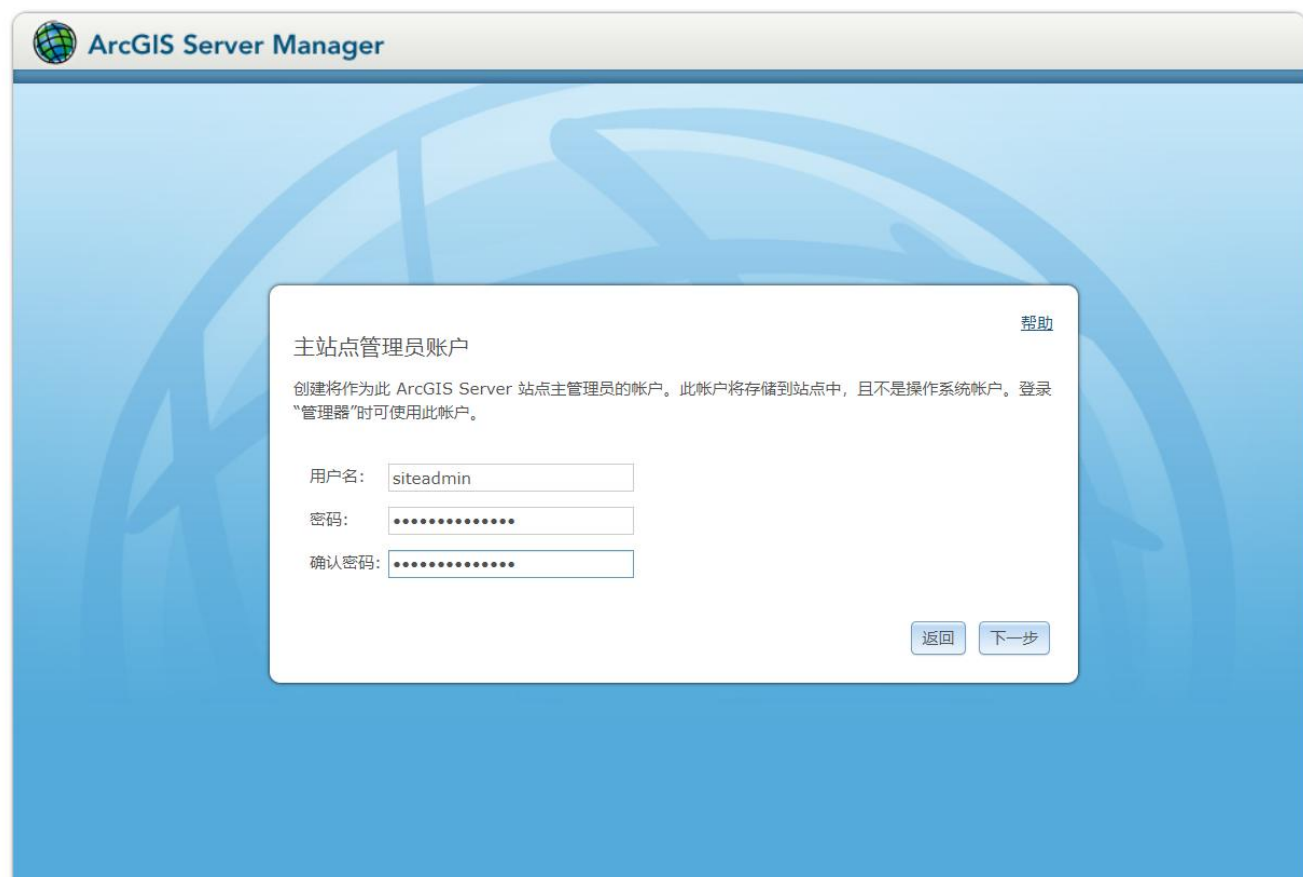 ArcGIS Server Manager
帮助
主站点管理员账户
创建将作为此 ArcGIS Server 站点主管理员的帐户。此帐户将存储到站点中，且不是操作系统帐户。登录
“管理器”时可使用此帐户。
用户名： siteadmin
密码： ••••••••••••••
确认密码： ••••••••••••••
返回 下一步